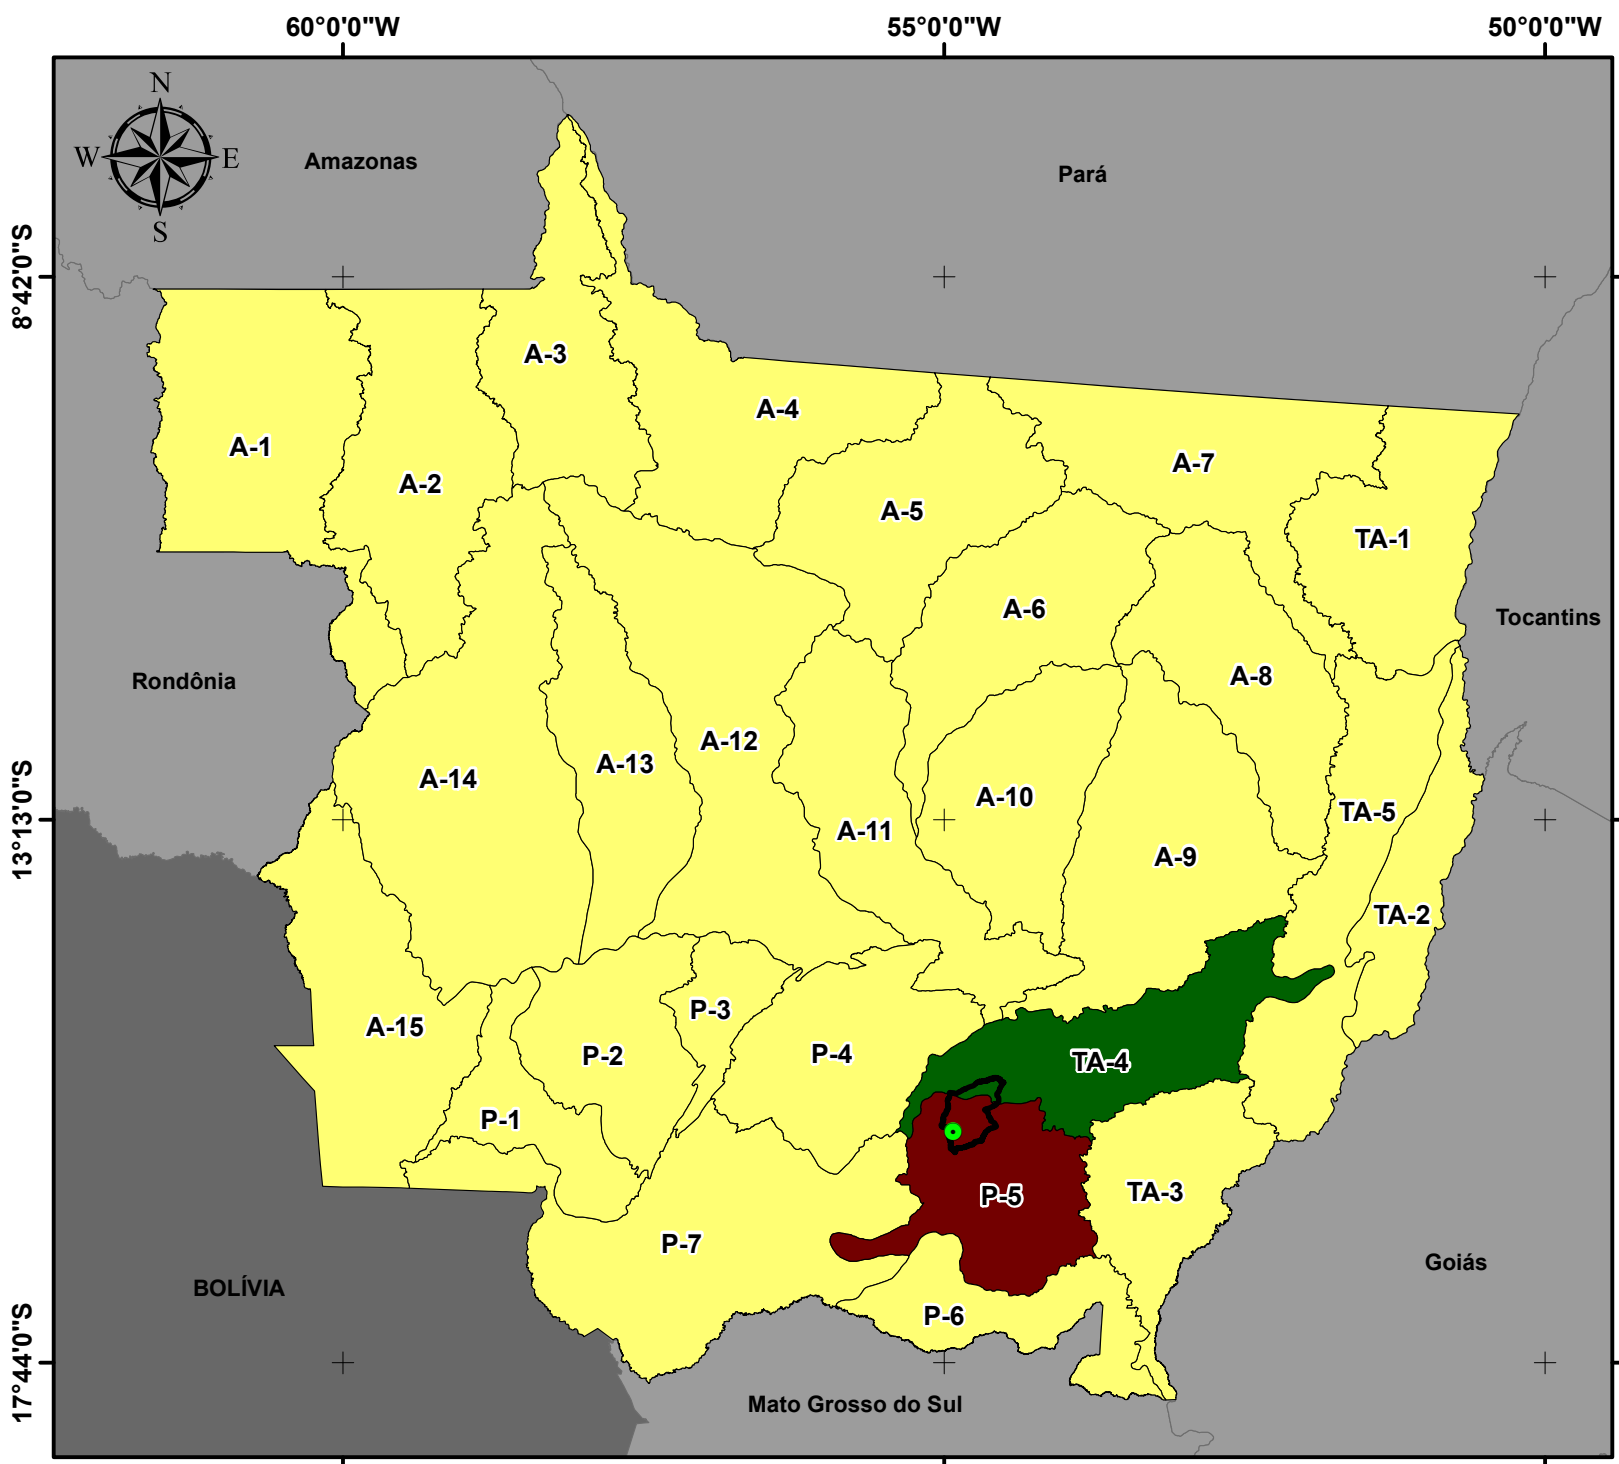 60°0'0"W
55°0'0"W
50°0'0"W
N
W
E
S
Amazonas
Pará
8°42'0"S
A-3
A-4
A-1
A-7
A-2
A-5
TA-1
A-6
Tocantins
Rondônia
A-8
A-12
A-13
A-14
A-10
TA-5
13°13'0"S
A-11
A-9
TA-2
P-3
A-15
P-2
P-4
TA-4
P-1
TA-3
P-5
P-7
Goiás
BOLÍVIA
P-6
17°44'0"S
Mato Grosso do Sul